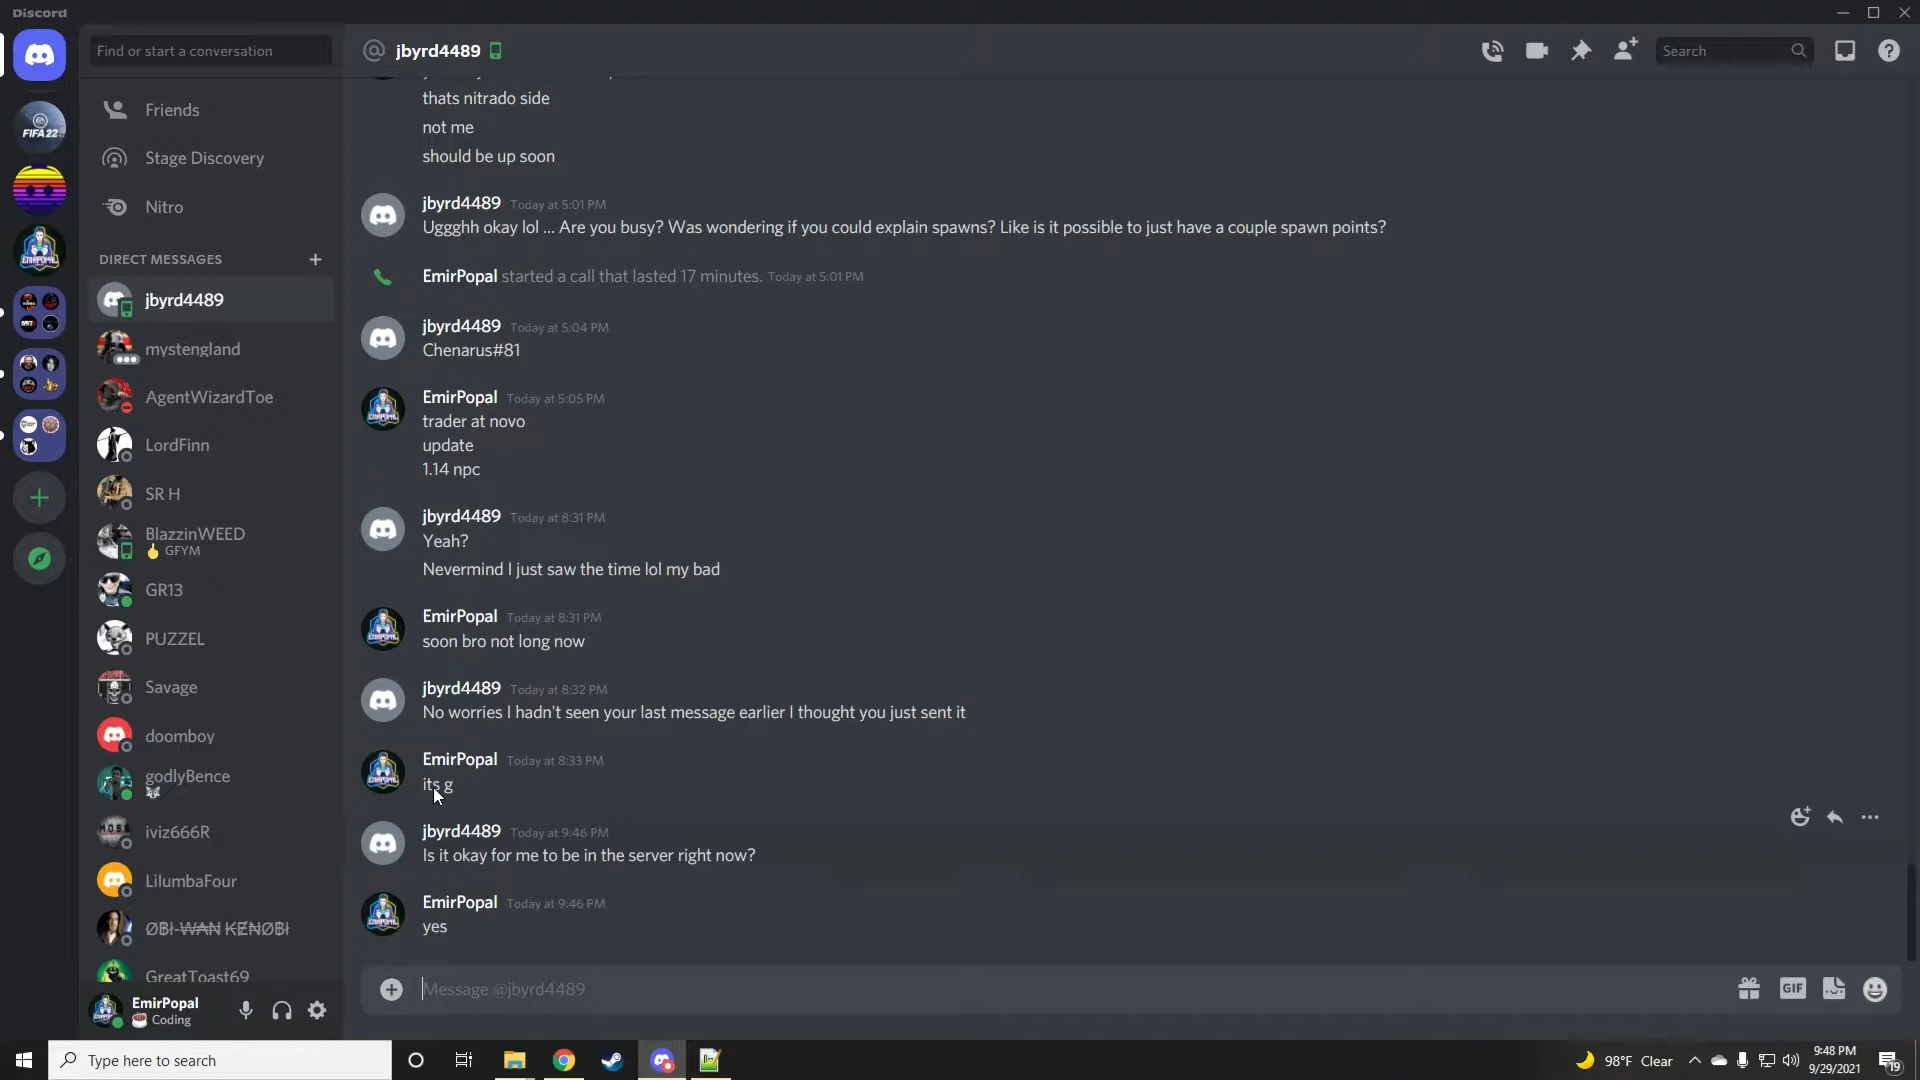 Discord
Find or start a conversation
jbyrd4489
Search
FIFA 22
Friends
Stage Discovery
Nitro
DIRECT MESSAGES
jbyrd4489
mystengland
AgentWizardToe
LordFinn
SR H
BlazzinWEED
GFYM
GR13
PUZZEL
Savage
doomboy
godlyBence
iviz666R
LilumbaFour
GreatToast69
EmirPopal
Coding
thats nitrado side
not me
should be up soon
jbyrd4489 Today at 5:01 PM
Uggghh okay lol ... Are you busy? Was wondering if you could explain spawns? Like is it possible to just have a couple spawn points?
EmirPopal started a call that lasted 17 minutes. Today at 5:01 PM
jbyrd4489 Today at 5:04 PM
Chenarus#81
EmirPopal Today at 5:05 PM
trader at novo
update
1.14 npc
jbyrd4489 Today at 8:31 PM
Yeah?
Nevermind I just saw the time lol my bad
EmirPopal Today at 8:31 PM
soon bro not long now
jbyrd4489 Today at 8:32 PM
No worries I hadn't seen your last message earlier I thought you just sent it
EmirPopal Today at 8:33 PM
its g
jbyrd4489 Today at 9:46 PM
Is it okay for me to be in the server right now?
EmirPopal Today at 9:46 PM
yes
Message @jbyrd4489
GIF
Type here to search
98°F Clear
9:48 PM
9/29/2021
19